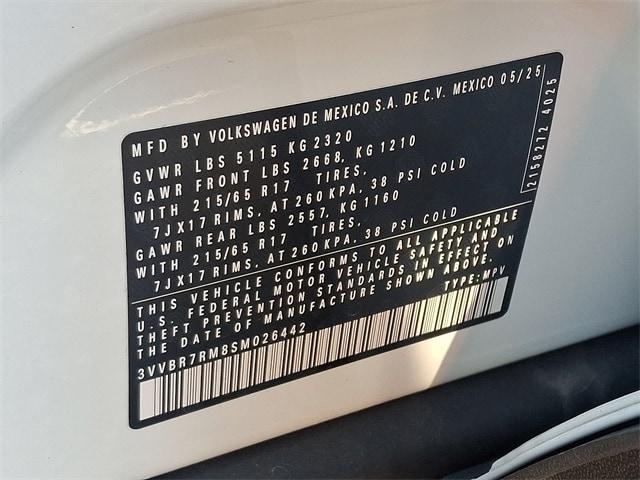 MFD BY VOLKSWAGEN DE MEXICO S.A. DE C.V. MEXICO 05/25
GVWR LBS 5115 KG 2320
GAWR FRONT LBS 2668, KG 1210
WITH 215/65 R17 TIRES,
7JX17 RIMS, AT 260 KPA, 38 PSI COLD
GAWR REAR LBS 2557, KG 1160
WITH 215/65 R17 TIRES,
7JX17 RIMS, AT 260 KPA, 38 PSI COLD
THIS VEHICLE CONFORMS TO ALL APPLICABLE
U.S. FEDERAL MOTOR VEHICLE SAFETY AND
THEFT PREVENTION STANDARDS IN EFFECT ON
THE DATE OF MANUFACTURE SHOWN ABOVE.
TYPE: MPV
3VVBR7RM8SM026442
2158272 4025